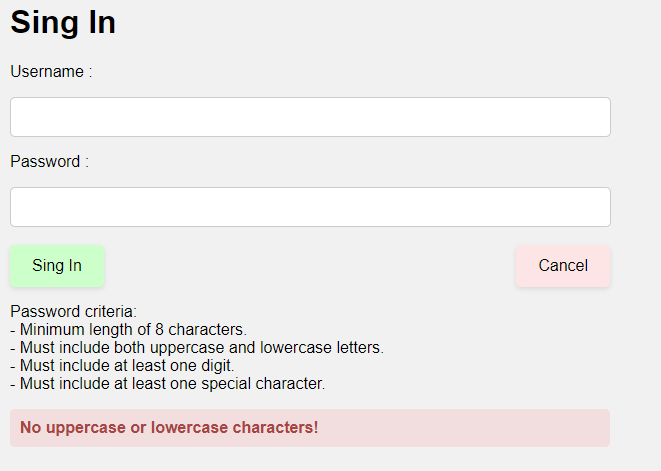 Sing In
Username :
Password :
Sing In
Cancel
Password criteria:
- Minimum length of 8 characters.
- Must include both uppercase and lowercase letters.
- Must include at least one digit.
- Must include at least one special character.
No uppercase or lowercase characters!